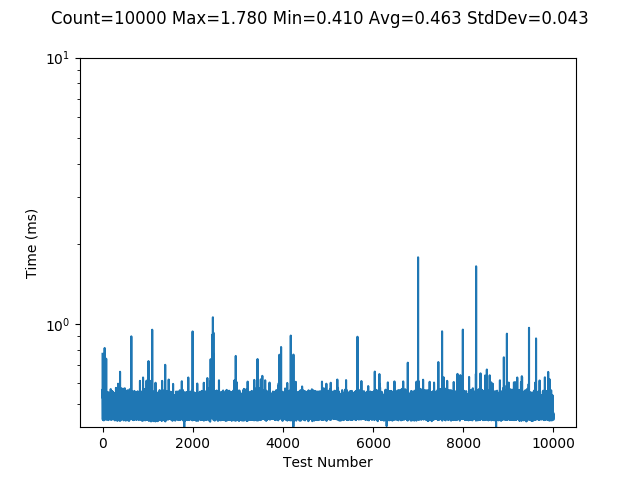 Count=10000 Max=1.780 Min=0.410 Avg=0.463 StdDev=0.043
10¹
Time (ms)
10⁰
0 2000 4000 6000 8000 10000
Test Number